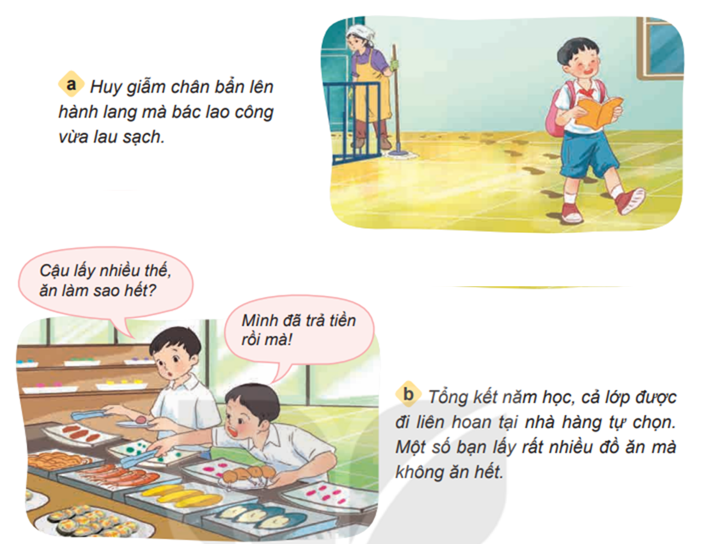 a Huy giẫm chân bẩn lên
hành lang mà bác lao công
vừa lau sạch.
Cậu lấy nhiều thế,
ăn làm sao hết?
Mình đã trả tiền
rồi mà!
b Tổng kết năm học, cả lớp được
đi liên hoan tại nhà hàng tự chọn.
Một số bạn lấy rất nhiều đồ ăn mà
không ăn hết.